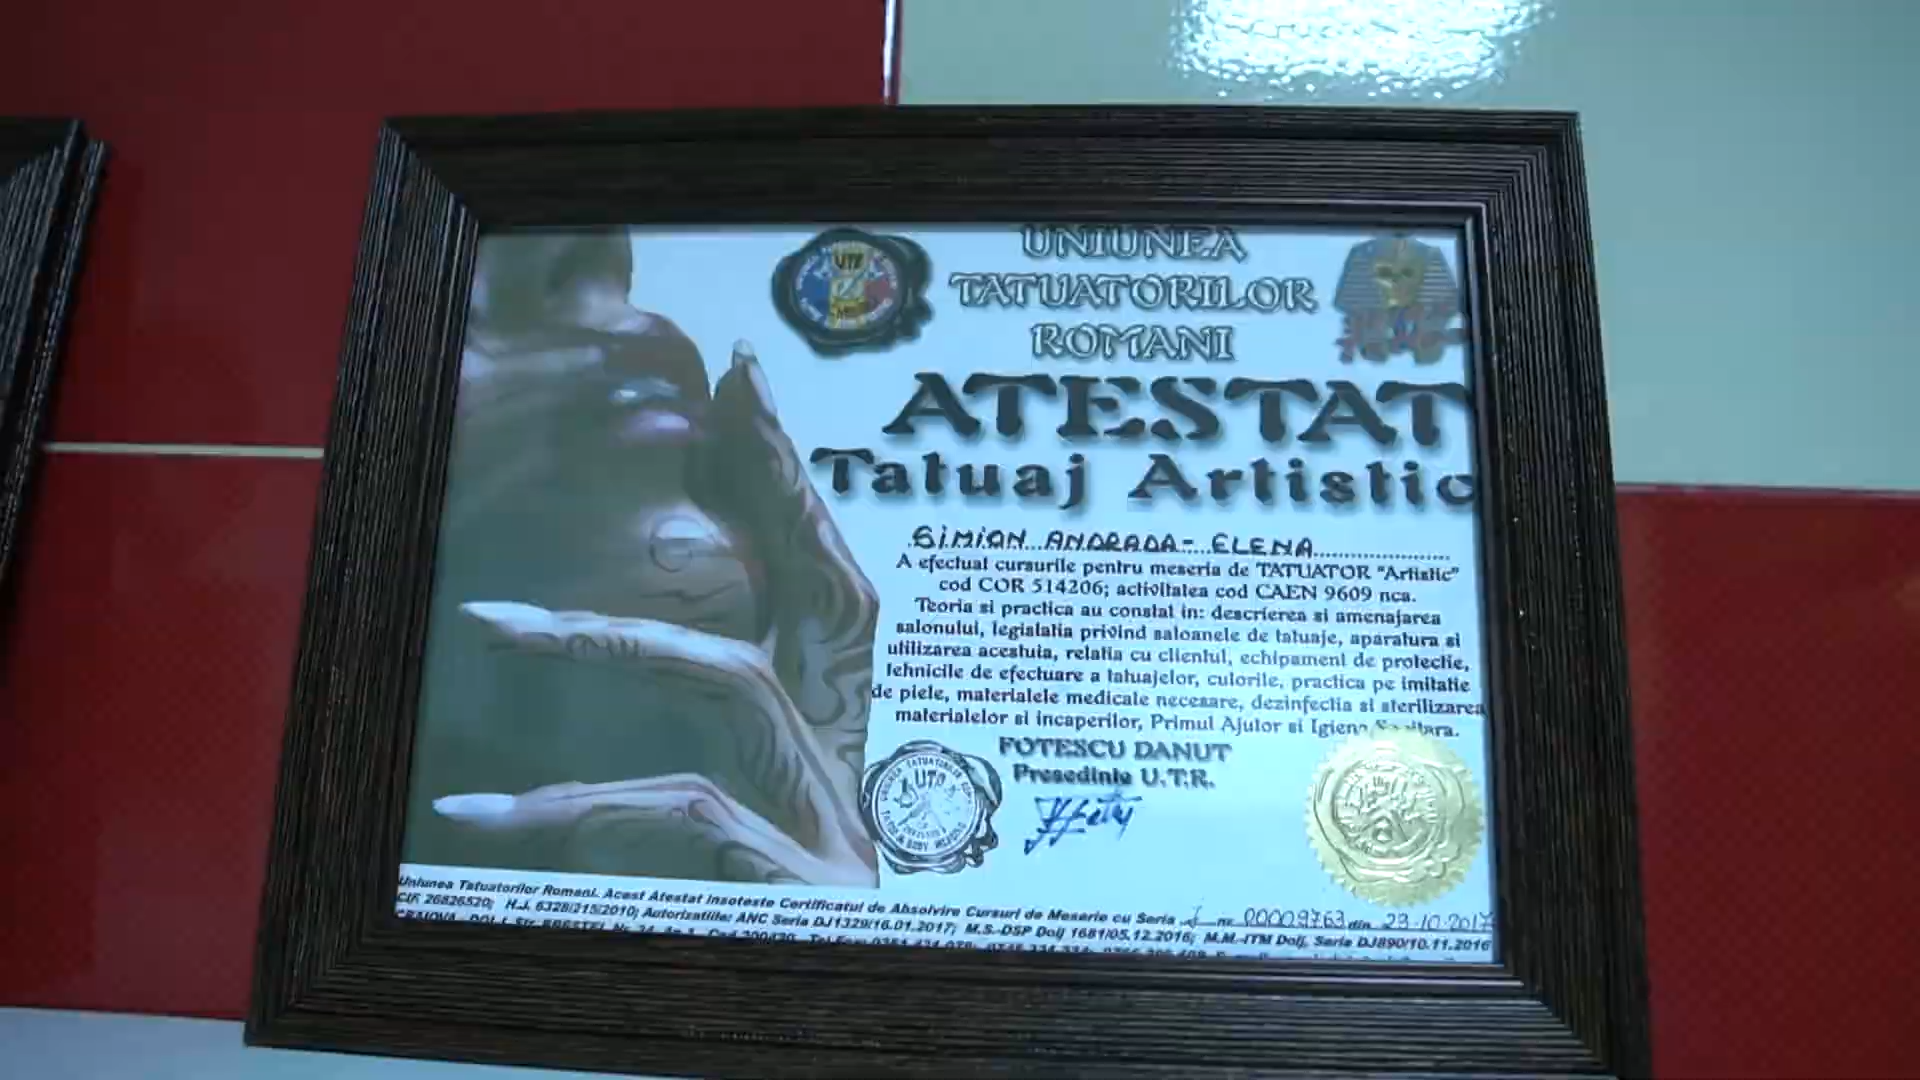 UNIUNEA
TATUATORILOR
ROMANI
ATESTAT
Tatuaj Artistic
SIMION ANDRADA-ELENA
A efectuat cursurile pentru meseria de TATUATOR "Artistic"
cod COR 514206; activitatea cod CAEN 9609 nca.
Teoria si practica au constat in: descrierea si amenajarea
salonului, legislatia privind saloanele de tatuaje, aparatura si
utilizarea acestuia, relatia cu clientul, echipament de protectie,
tehnicile de efectuare a tatuajelor, culorile, practica pe imitatie
de piele, materialele medicale necesare, dezinfectia si sterilizarea
materialelor si incaperilor, Primul Ajutor si Igiena
FOTESCU DANUT
Presedinte U.T.R.
UTR
Uniunea Tatuatorilor Romani. Acest Atestat insoteste Certificatul de Absolvire Cursuri de Meserie cu Seria nr. 00009763 din 23.10.2017
CIF. 26826520; H.J. 6328/215/2010; Autorizatiile: ANC Seria DJ1329/16.01.2017; M.S.-DSP Dolj 1681/05.12.2016; M.M.-ITM Dolj, Seria DJ890/10.11.2016